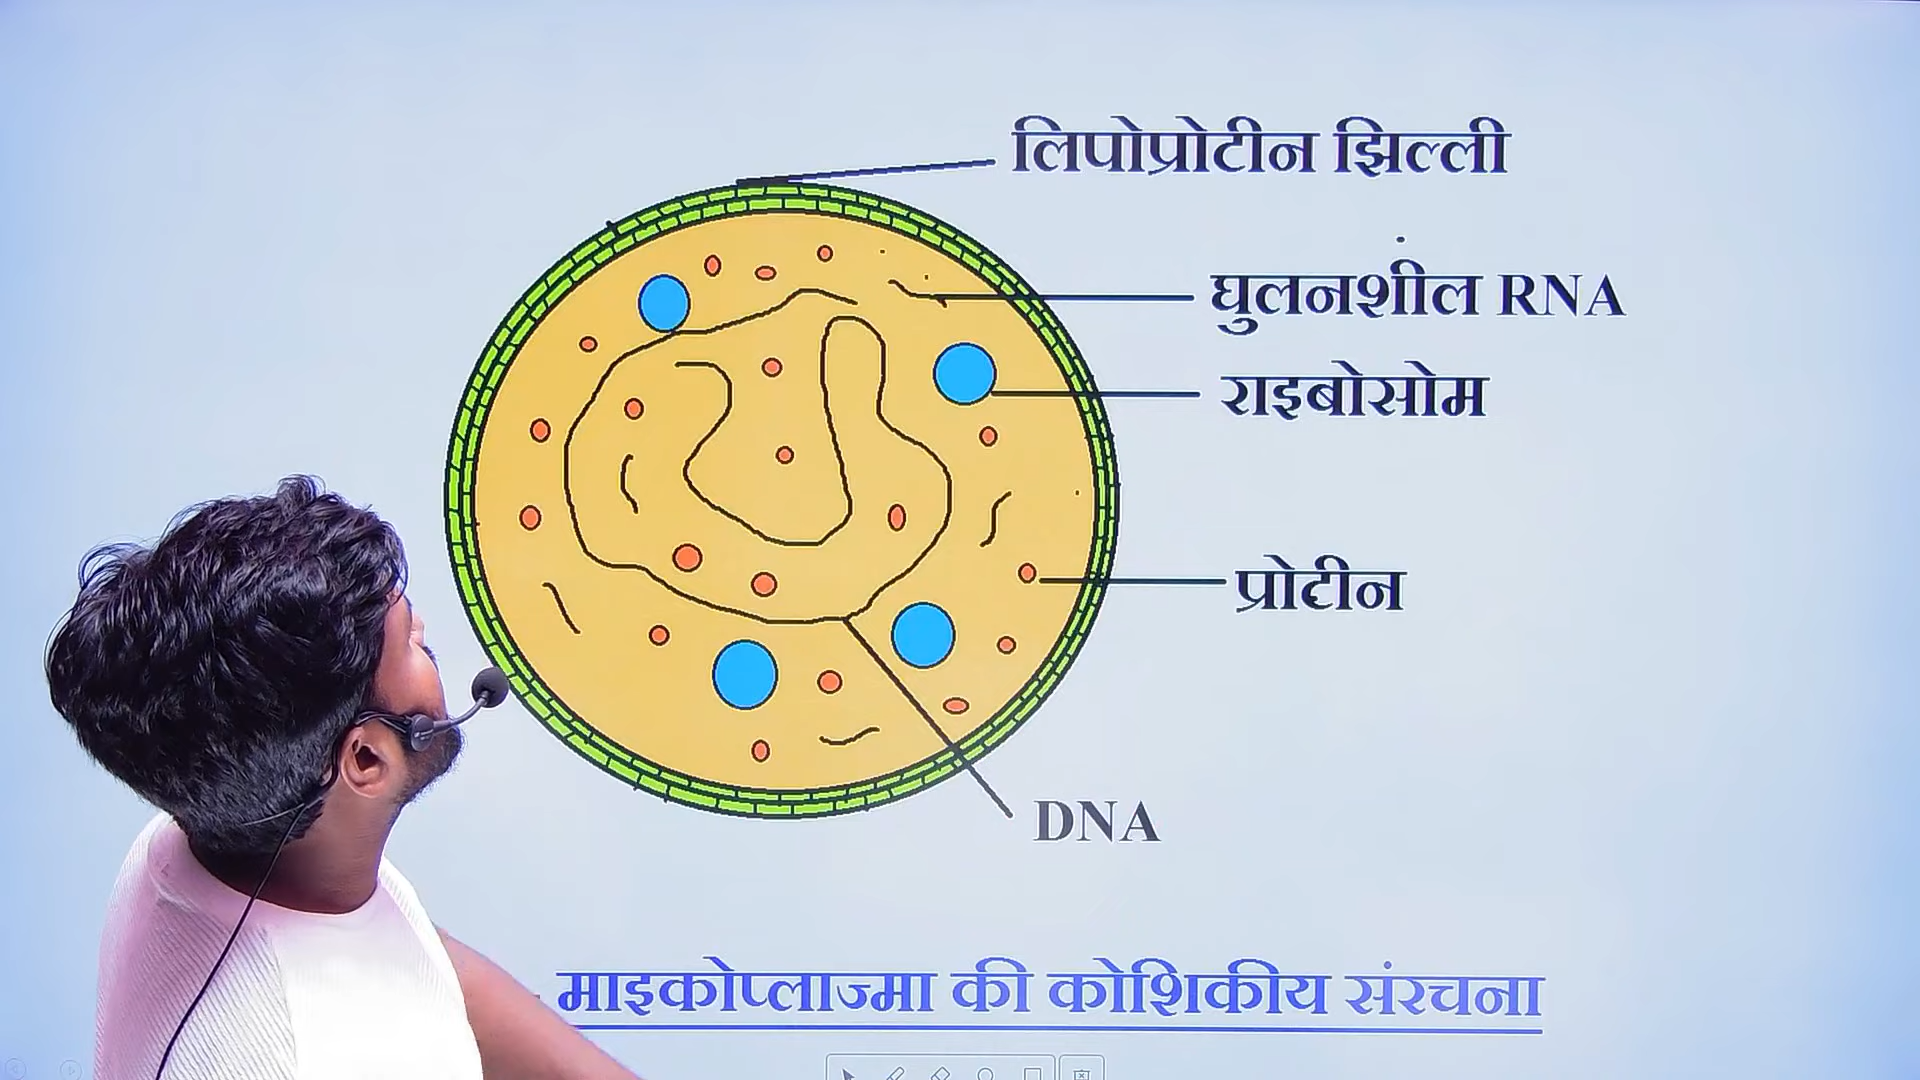 लिपोप्रोटीन झिल्ली
घुलनशील RNA
राइबोसोम
प्रोटीन
DNA
माइकोप्लाज्मा की कोशिकीय संरचना